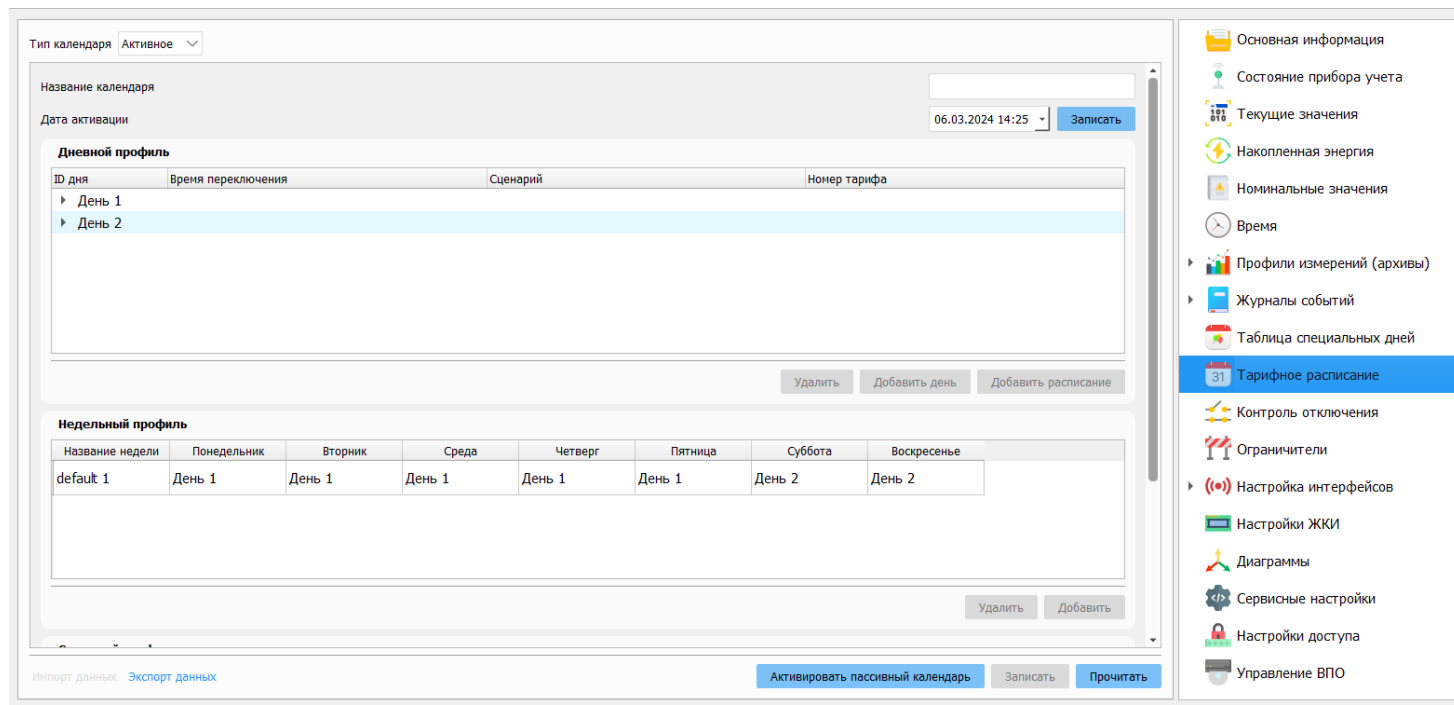 Тип календаря Активное
Название календаря
Дата активации 06.03.2024 14:25 Записать
Дневной профиль
ID дня Время переключения Сценарий Номер тарифа
День 1
День 2
Удалить Добавить день Добавить расписание
Недельный профиль
Название недели Понедельник Вторник Среда Четверг Пятница Суббота Воскресенье
default 1 День 1 День 1 День 1 День 1 День 1 День 2 День 2
Удалить Добавить
Импорт данных Экспорт данных Активировать пассивный календарь Записать Прочитать
Основная информация
Состояние прибора учета
Текущие значения
Накопленная энергия
Номинальные значения
Время
Профили измерений (архивы)
Журналы событий
Таблица специальных дней
31 Тарифное расписание
Контроль отключения
Ограничители
Настройка интерфейсов
Настройки ЖКИ
Диаграммы
Сервисные настройки
Настройки доступа
Управление ВПО